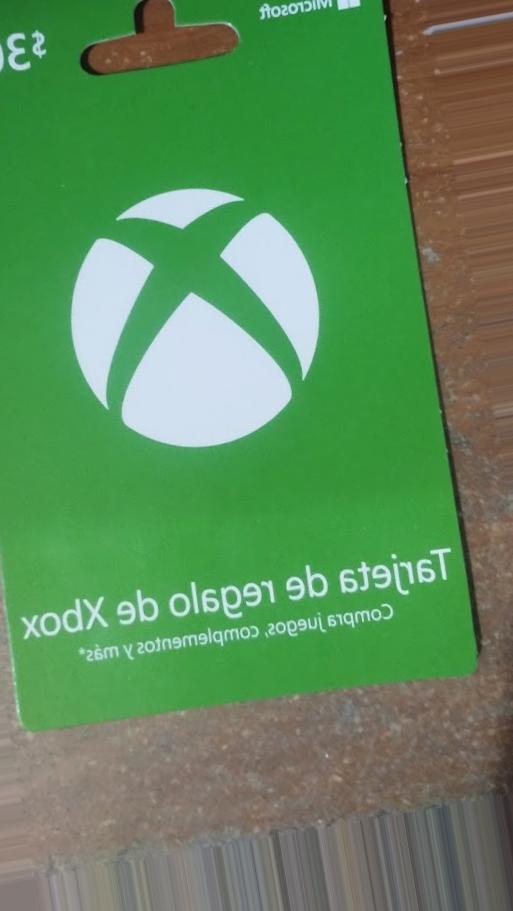 Microsoft
Tarjeta de regalo de Xbox
Compra juegos, complementos y más*